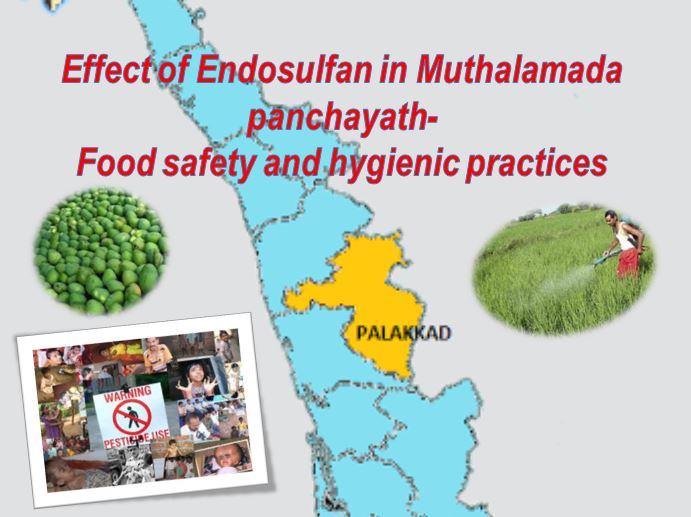 Effect of Endosulfan in Muthalamada
panchayath-
Food safety and hygienic practices
PALAKKAD
WARNING
PESTICIDE USE